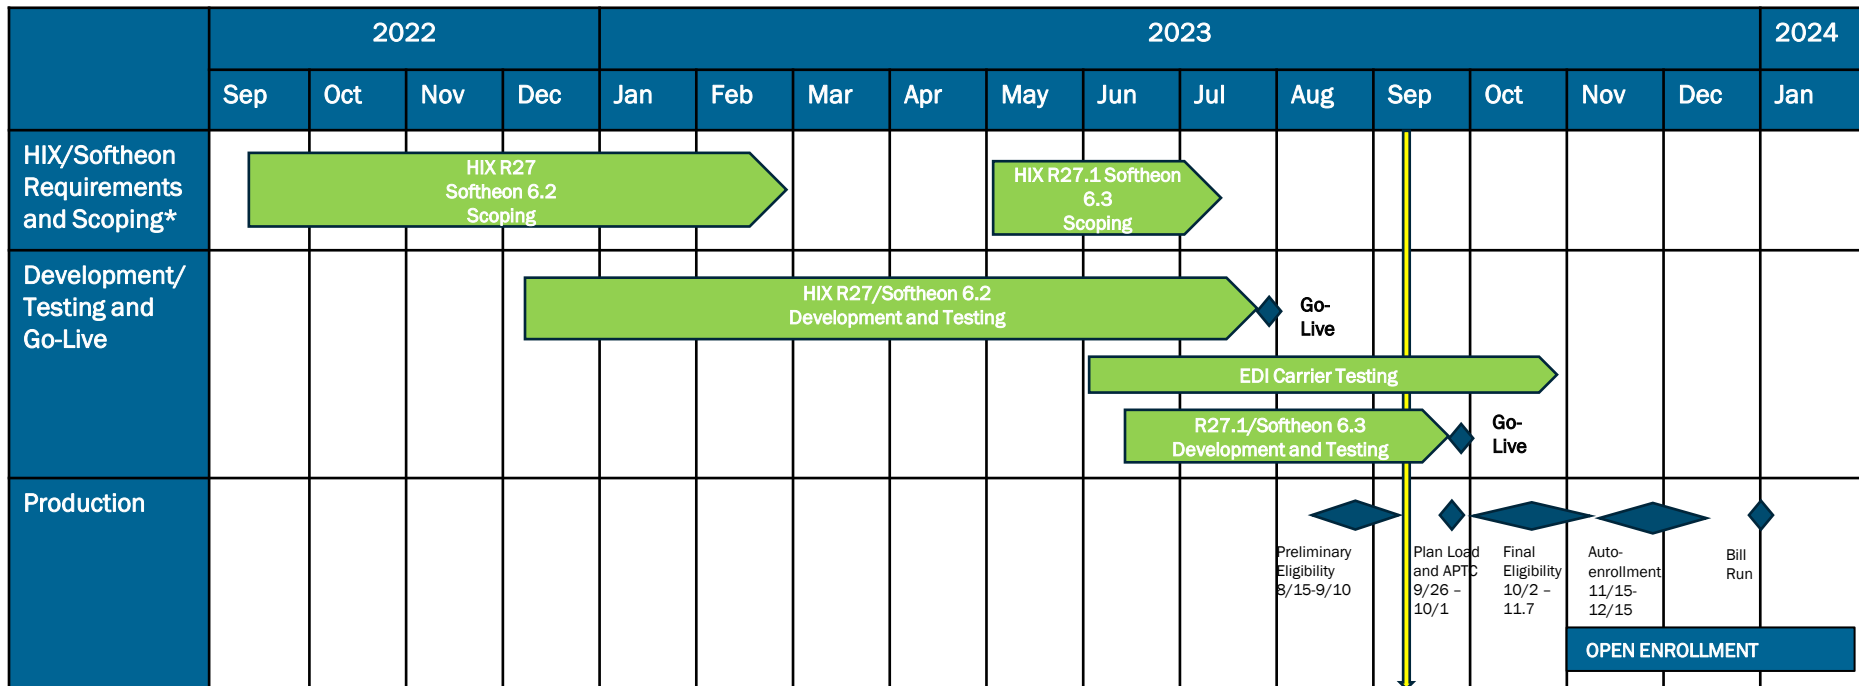 2022
2023
2024
Sep
Oct
Nov
Dec
Jan
Feb
Mar
Apr
May
Jun
Jul
Aug
Sep
Oct
Nov
Dec
Jan
HIX/Softheon
Requirements
and Scoping*
HIX R27
Softheon 6.2
Scoping
HIX R27.1 Softheon
6.3
Scoping
Development/
Testing and
Go-Live
HIX R27/Softheon 6.2
Development and Testing
Go-
Live
EDI Carrier Testing
R27.1/Softheon 6.3
Development and Testing
Go-
Live
Production
Preliminary
Eligibility
8/15-9/10
Plan Load
and APTC
9/26 –
10/1
Final
Eligibility
10/2 –
11.7
Auto-
enrollment
11/15-
12/15
Bill
Run
OPEN ENROLLMENT